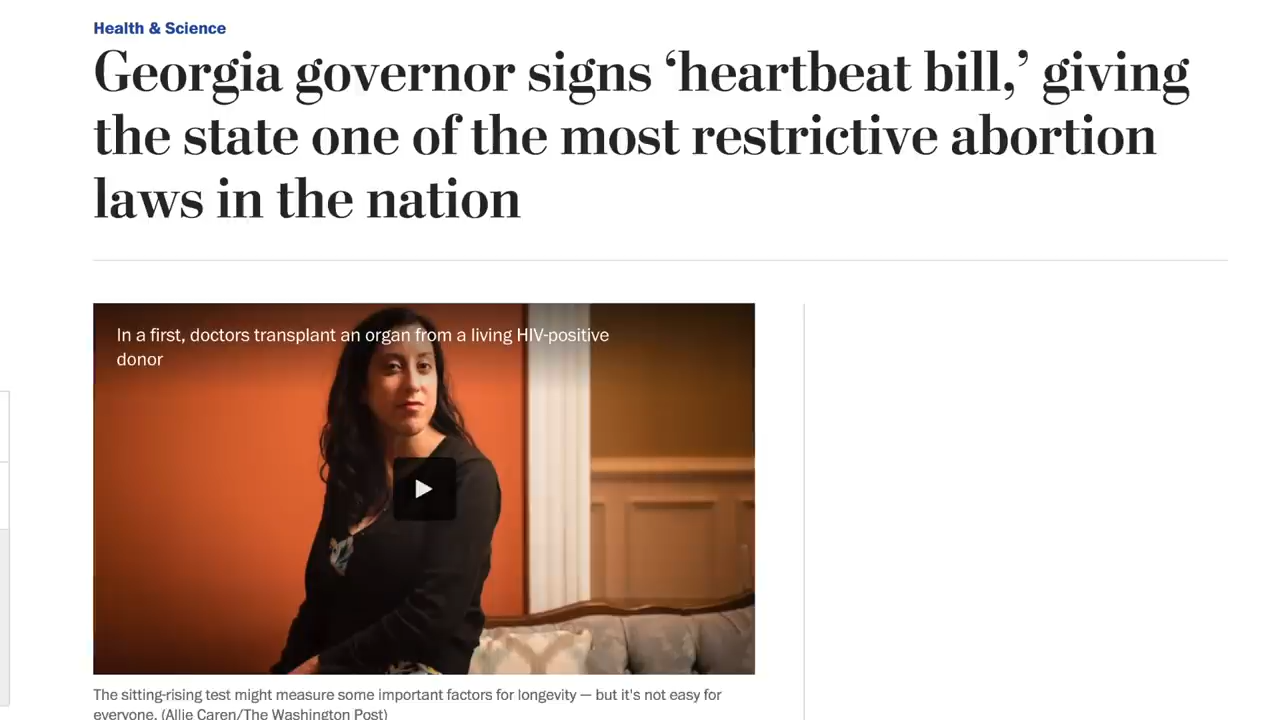 Health & Science
Georgia governor signs ‘heartbeat bill,’ giving
the state one of the most restrictive abortion
laws in the nation
In a first, doctors transplant an organ from a living HIV-positive
donor
The sitting-rising test might measure some important factors for longevity — but it's not easy for
everyone. (Allie Caren/The Washington Post)